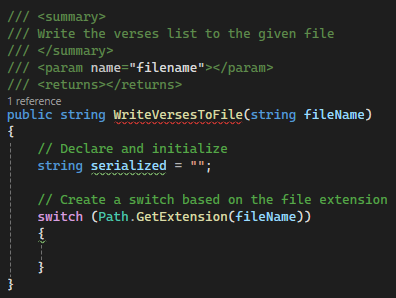 /// <summary>
/// Write the verses list to the given file
/// </summary>
/// <param name="filename"></param>
/// <returns></returns>
1 reference
public string WriteVersesToFile(string fileName)
{
    // Declare and initialize
    string serialized = "";

    // Create a switch based on the file extension
    switch (Path.GetExtension(fileName))
    {

    }
}